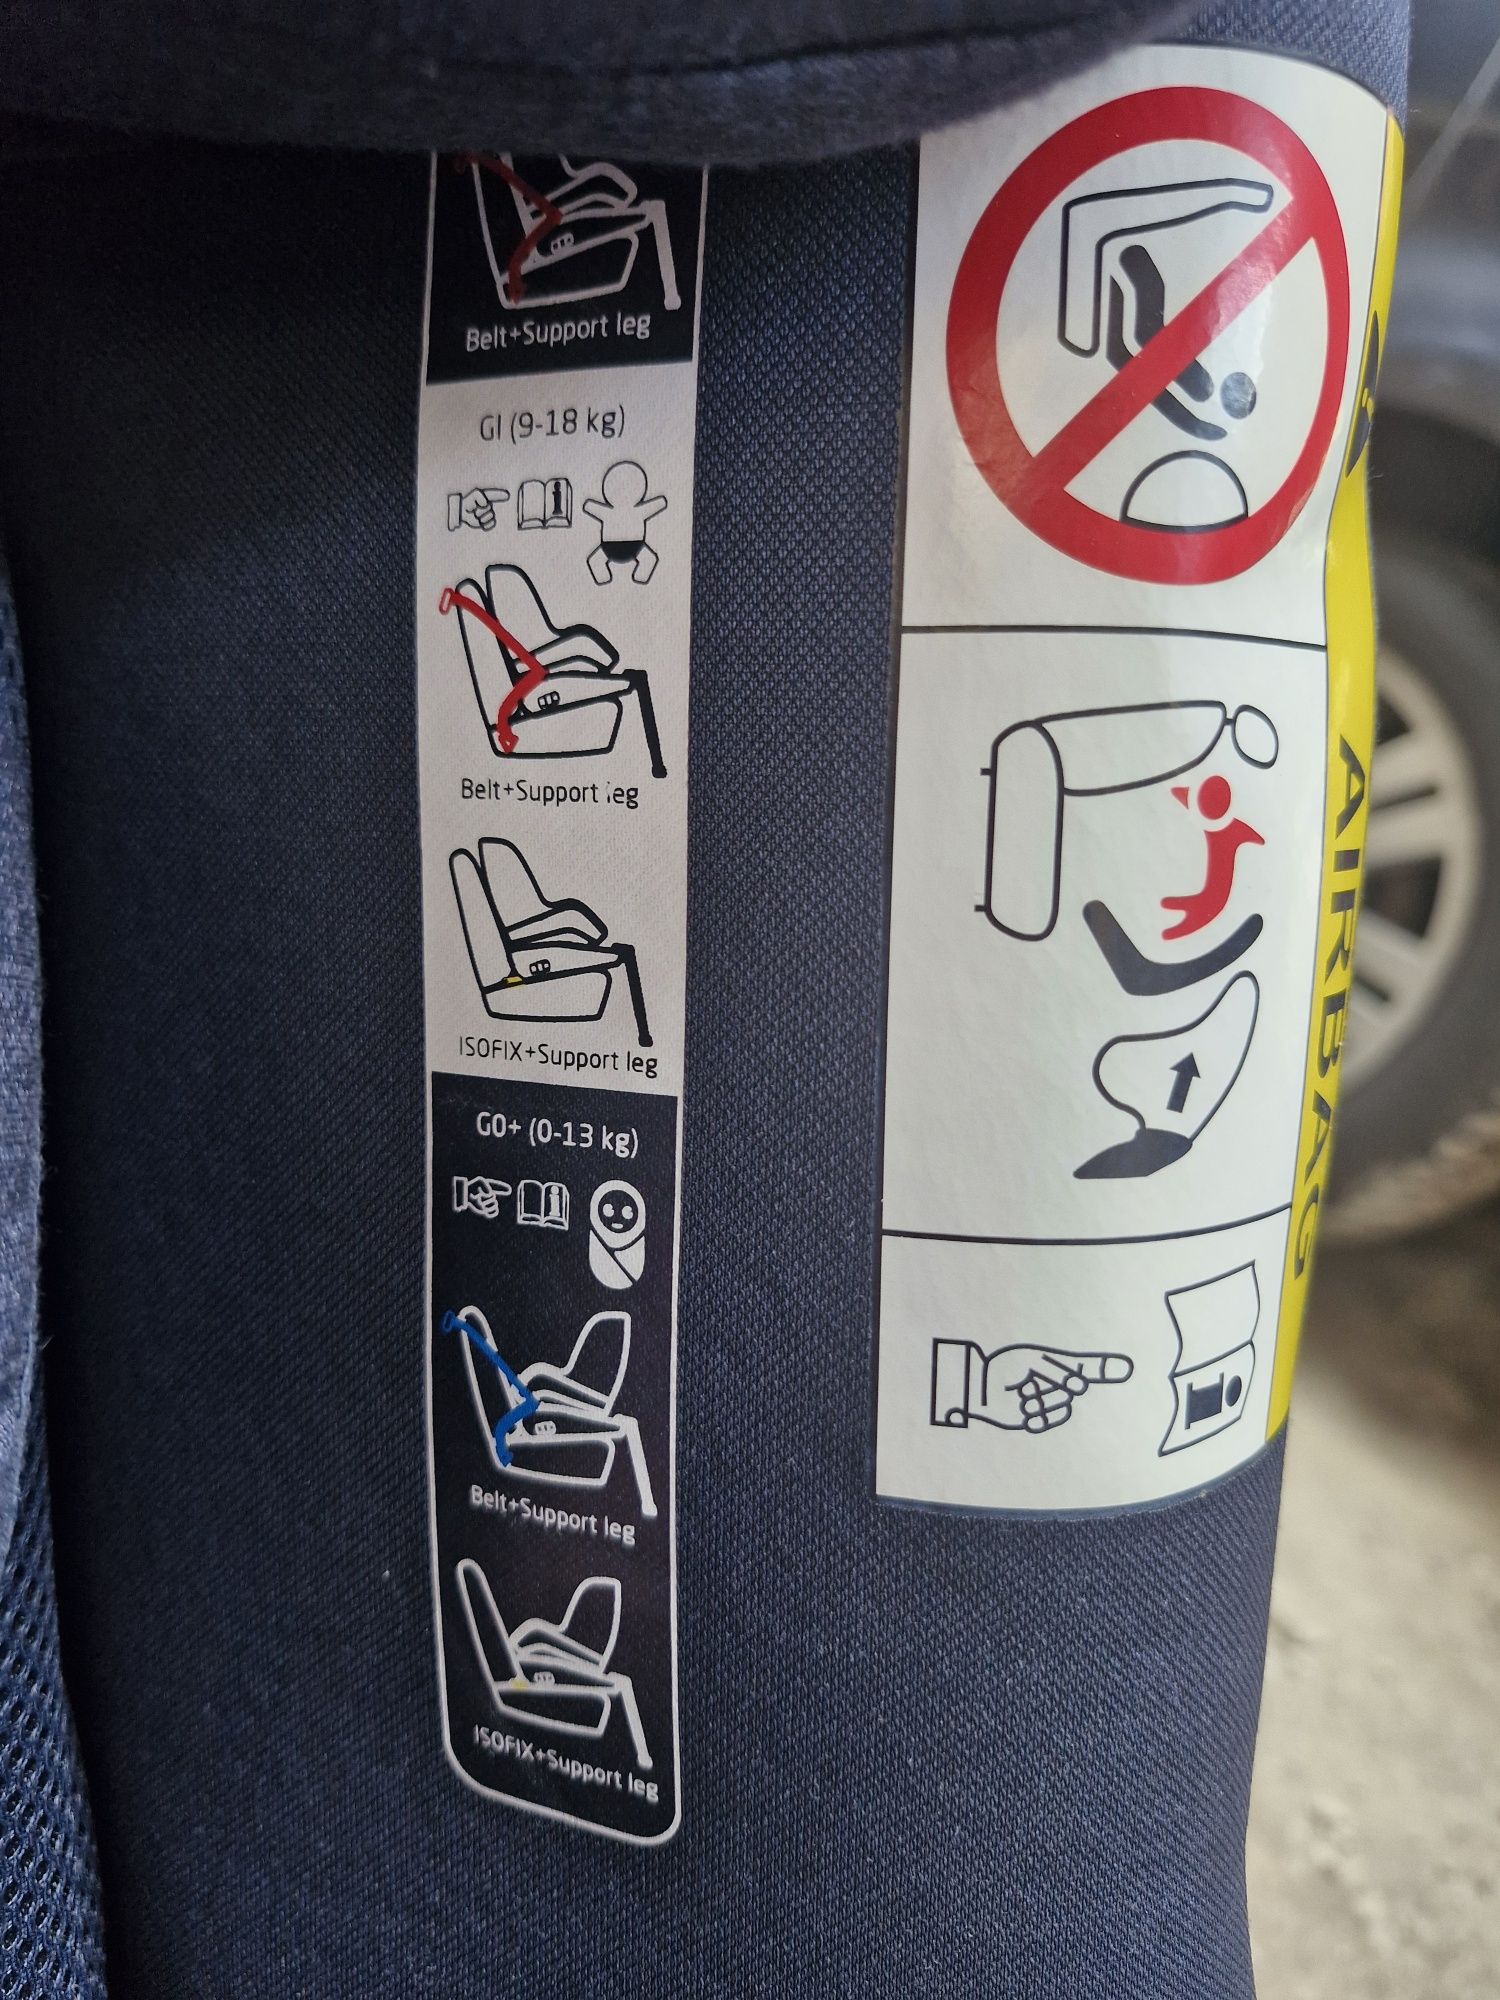 Belt+Support leg
GI (9-18 kg)
Belt+Support leg
ISOFIX+Support leg
G0+ (0-13 kg)
Belt+Support leg
ISOFIX+Support leg
AIRBAG